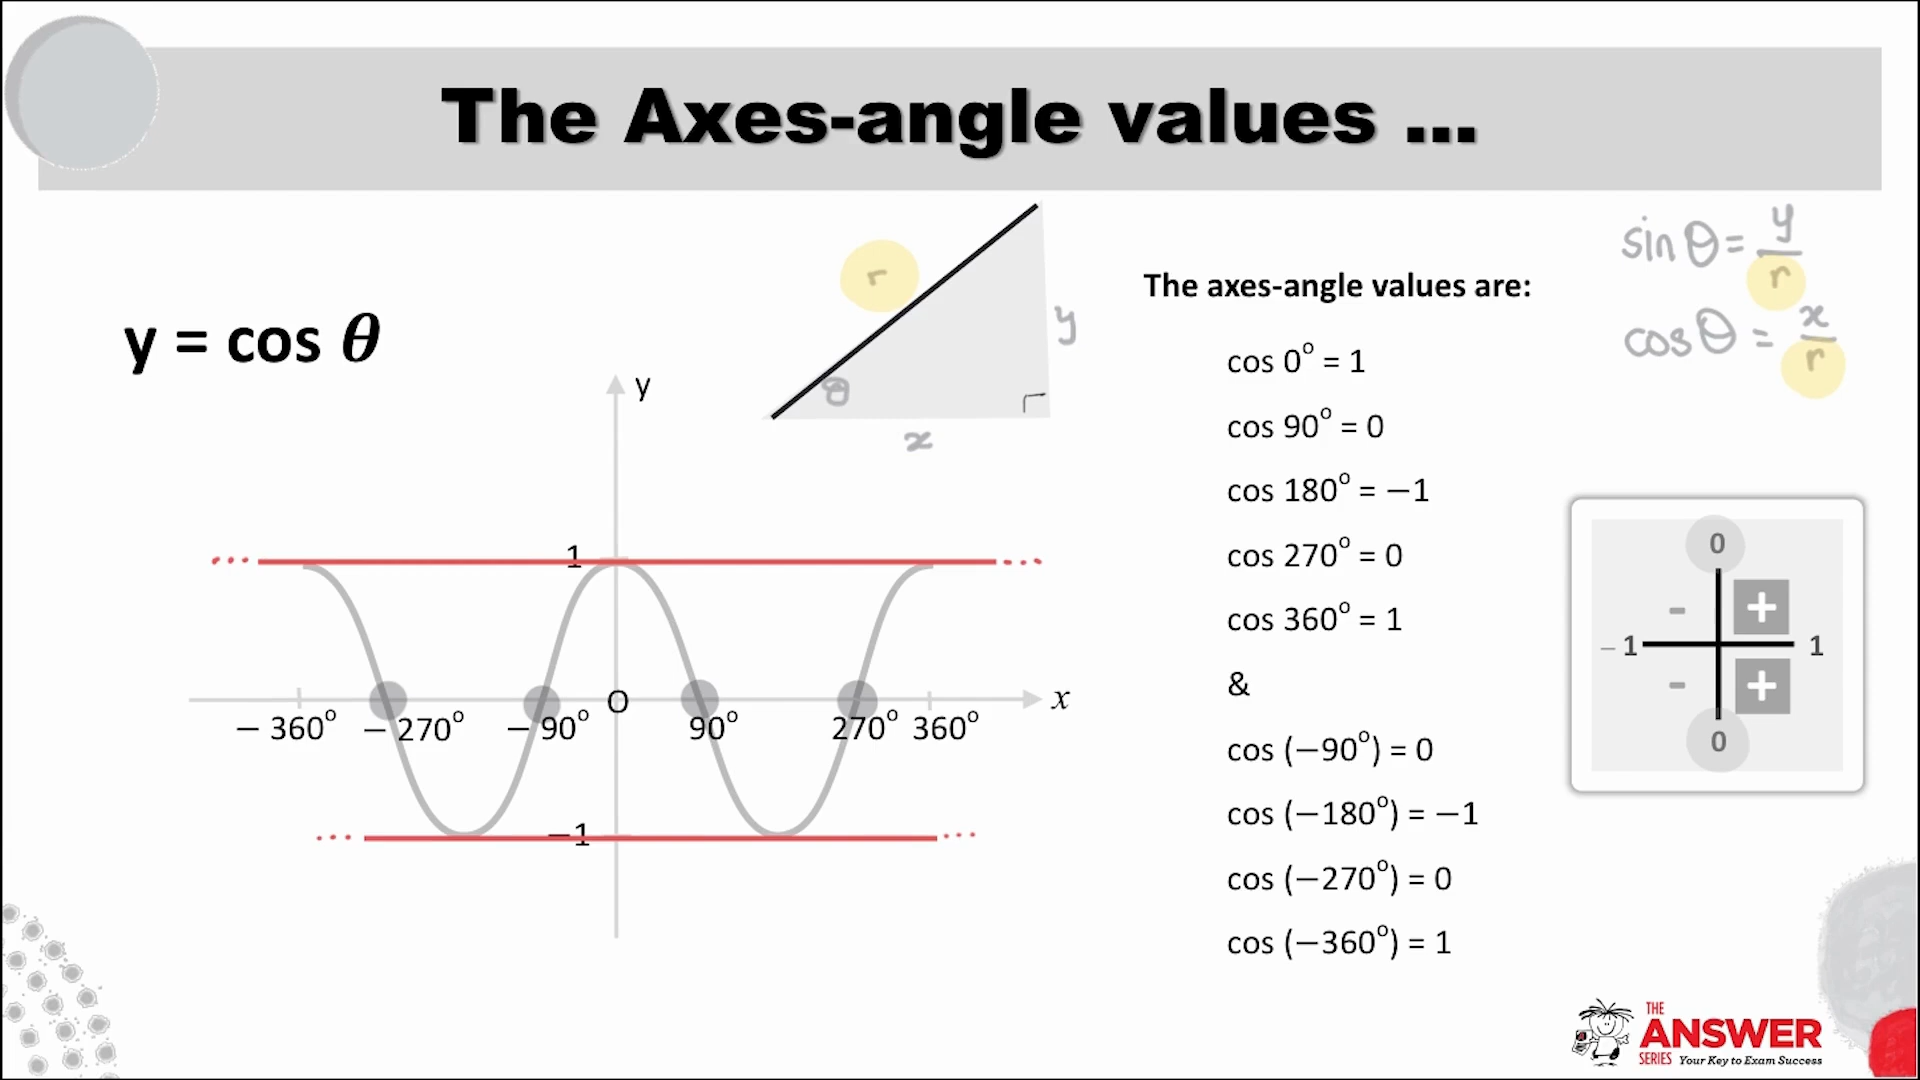 The Axes-angle values ...
y = cos θ
r
y
θ
x
sin θ = y/r
cos θ = x/r
The axes-angle values are:
cos 0° = 1
cos 90° = 0
cos 180° = −1
cos 270° = 0
cos 360° = 1
&
cos (−90°) = 0
cos (−180°) = −1
cos (−270°) = 0
cos (−360°) = 1
y
1
O
x
− 360° − 270° − 90° 90° 270° 360°
−1
0
- +
− 1 1
- +
0
THE
ANSWER
SERIES Your Key to Exam Success